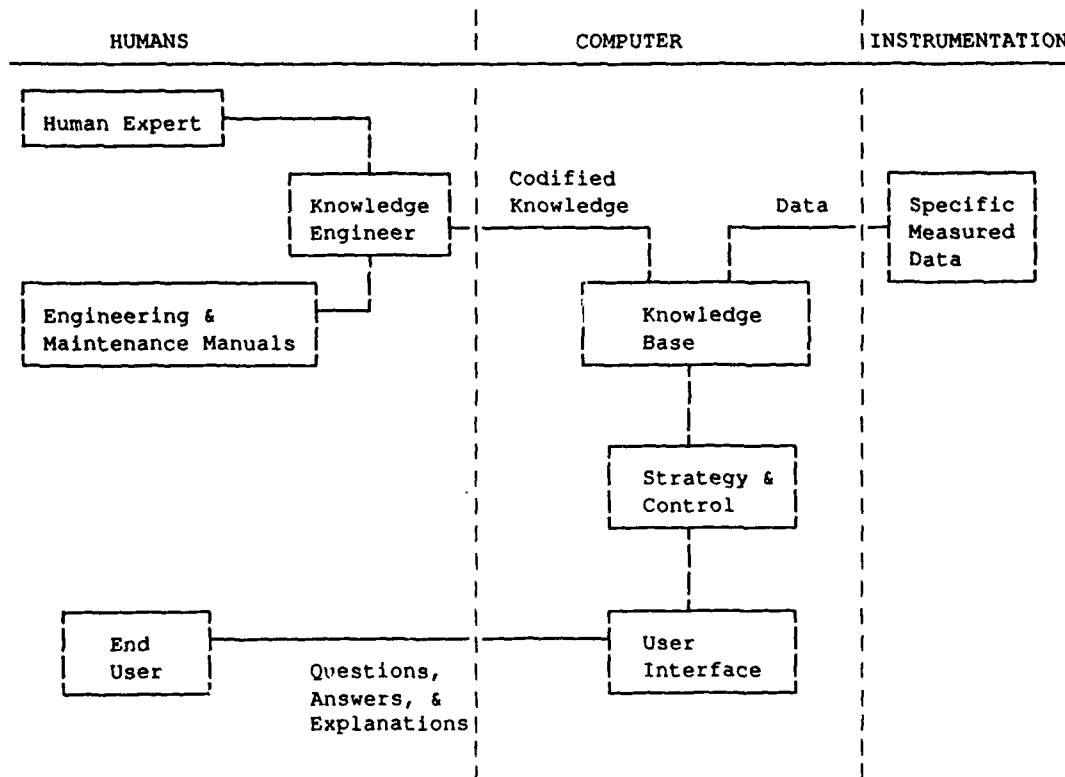 HUMANS
COMPUTER
INSTRUMENTATION
Human Expert
Knowledge
Engineer
Codified
Knowledge
Data
Specific
Measured
Data
Engineering &
Maintenance Manuals
Knowledge
Base
Strategy &
Control
End
User
User
Interface
Questions,
Answers, &
Explanations